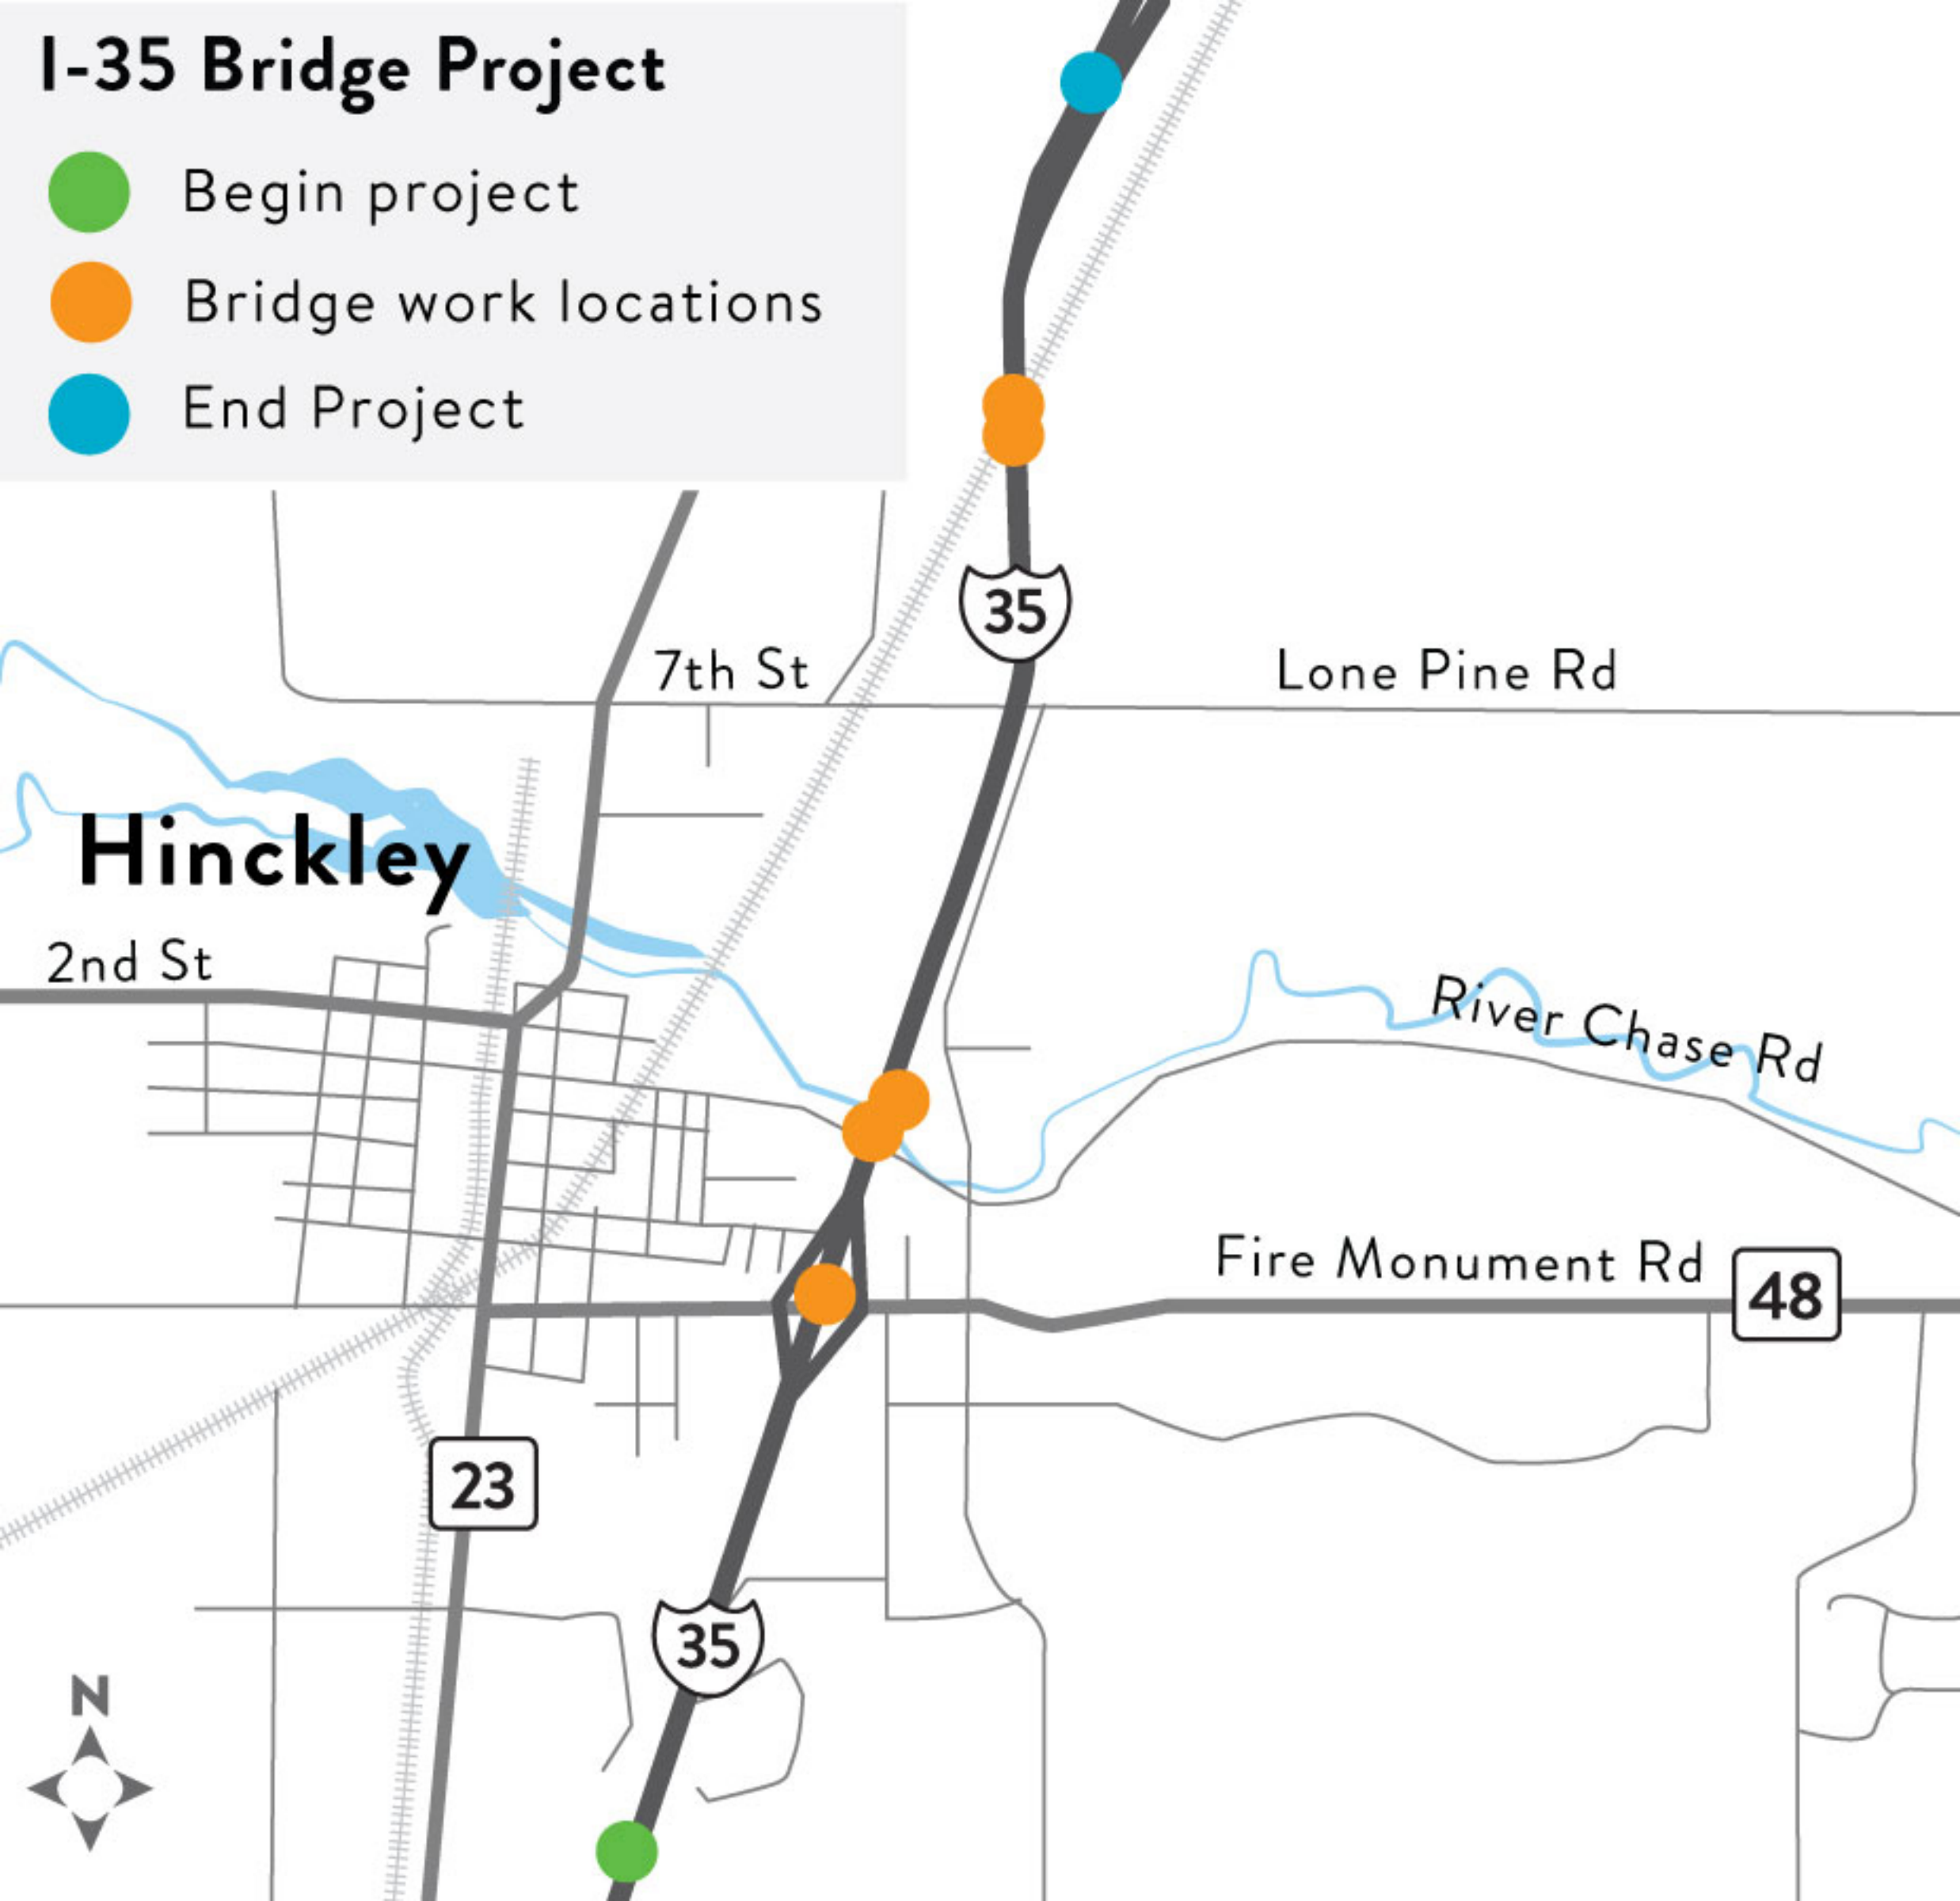 I-35 Bridge Project
Begin project
Bridge work locations
End Project
35
7th St
Lone Pine Rd
Hinckley
2nd St
River Chase Rd
Fire Monument Rd
48
23
35
N